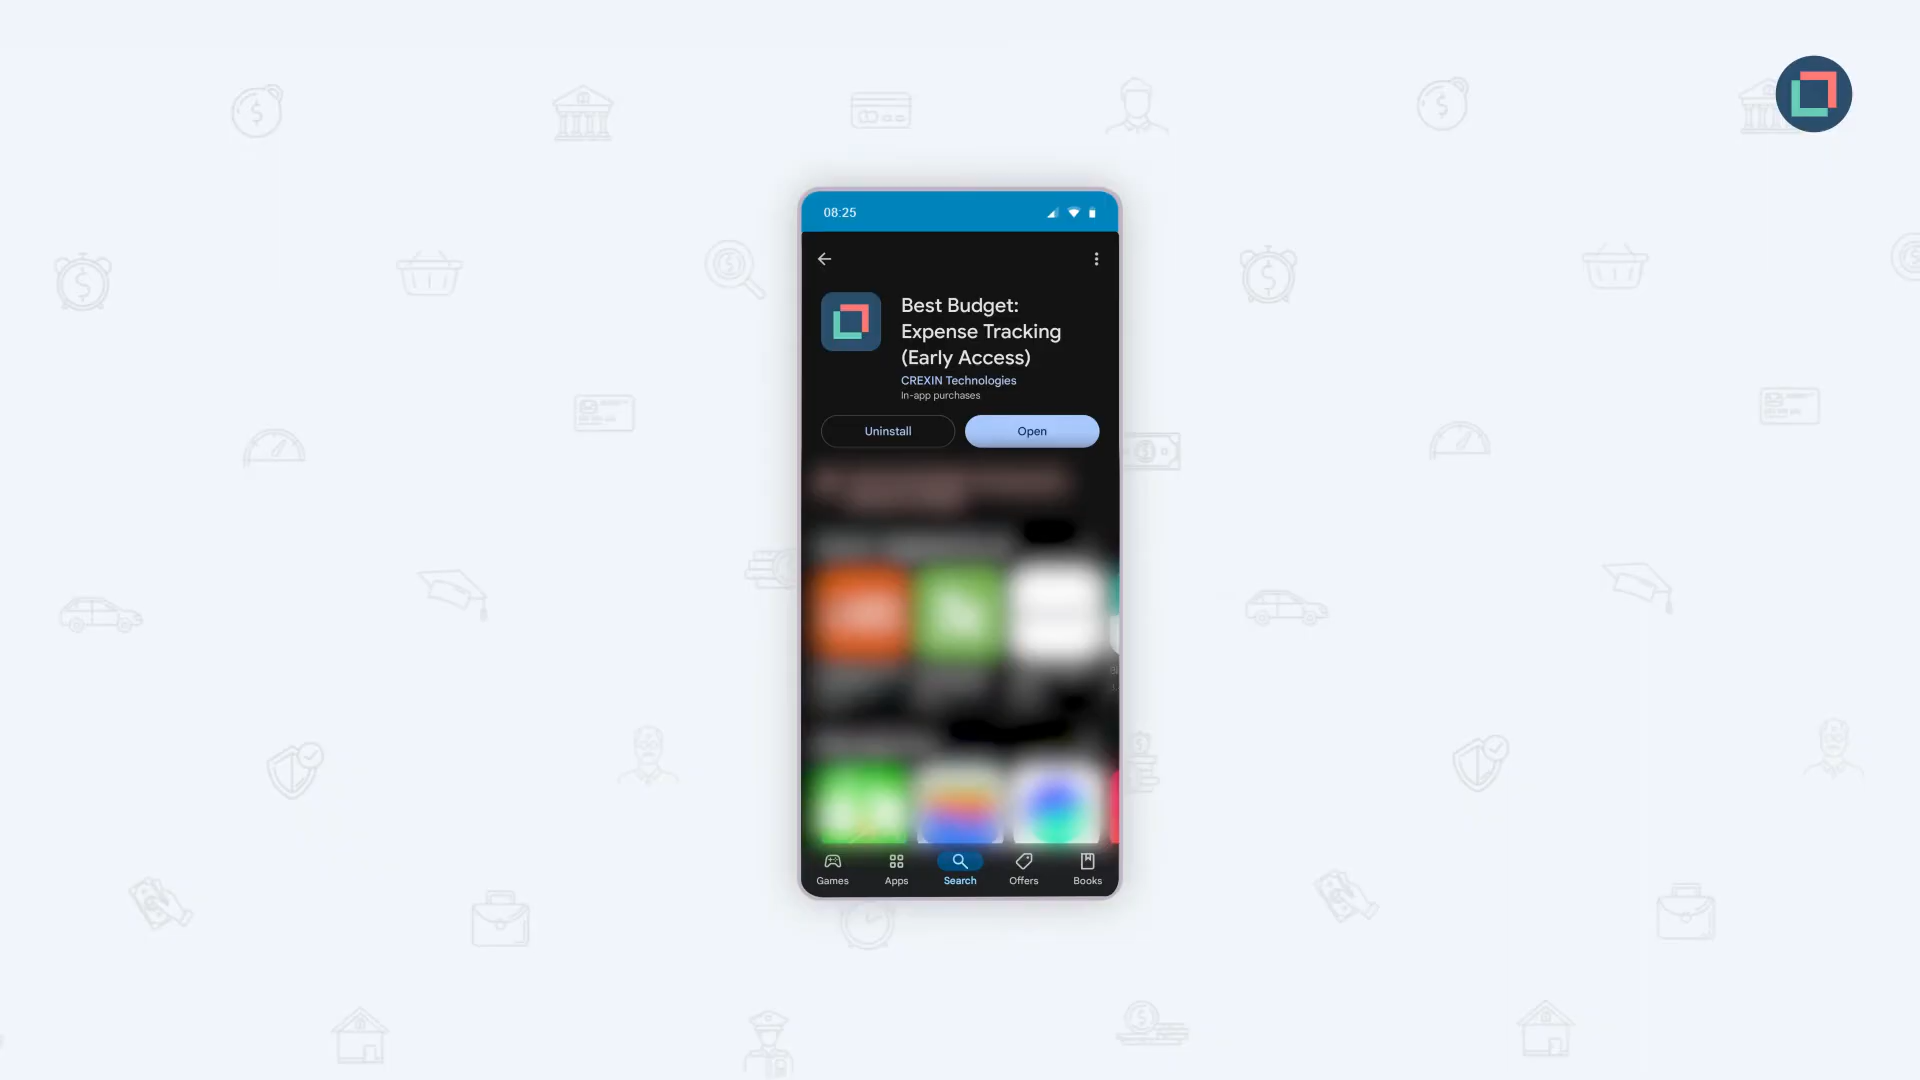 08:25
Best Budget:
Expense Tracking
(Early Access)
CREXIN Technologies
In-app purchases
Uninstall
Open
Games
Apps
Search
Offers
Books